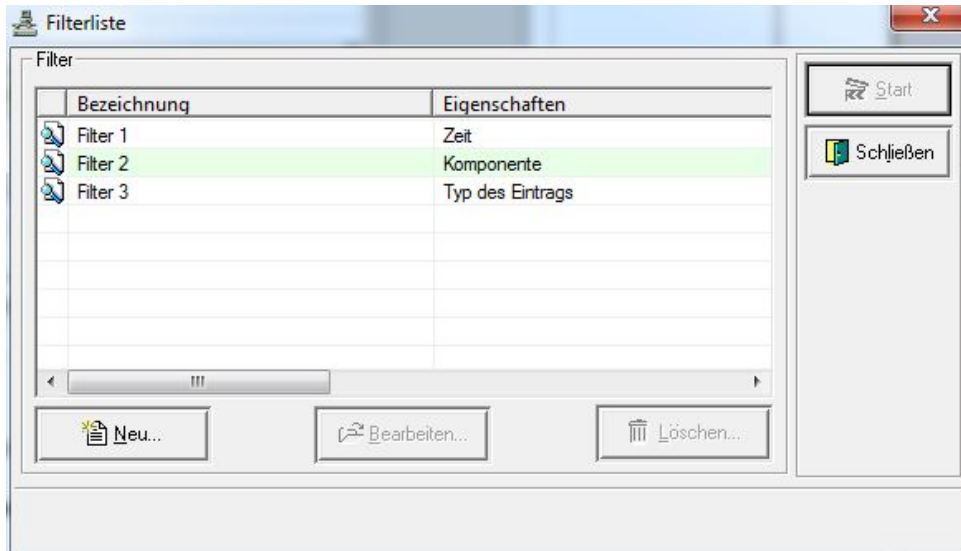 Filterliste
Filter
Bezeichnung Eigenschaften
Filter 1 Zeit
Filter 2 Komponente
Filter 3 Typ des Eintrags
Neu... Bearbeiten... Löschen...
Start
Schließen